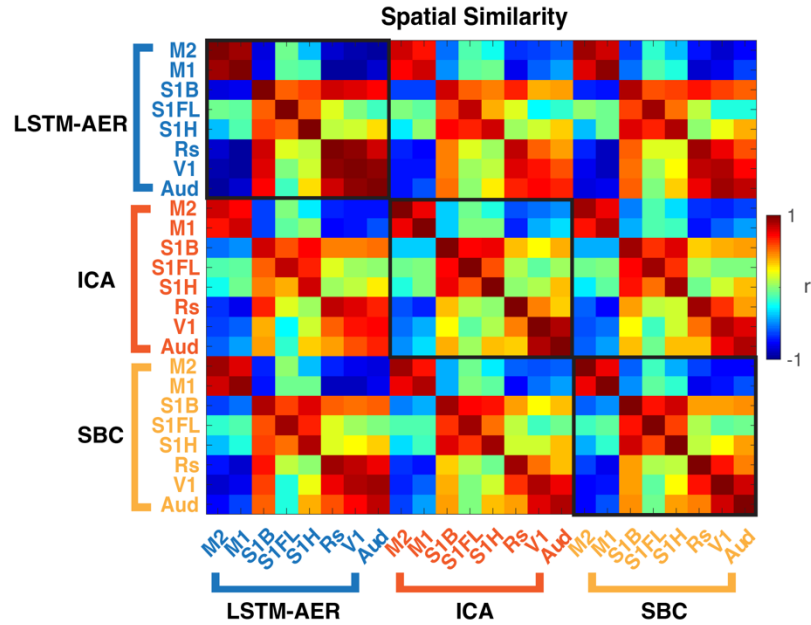 Spatial Similarity
LSTM-AER
M2
M1
S1B
S1FL
S1H
Rs
V1
Aud
ICA
M2
M1
S1B
S1FL
S1H
Rs
V1
Aud
SBC
M2
M1
S1B
S1FL
S1H
Rs
V1
Aud
1
r
-1
M2 M1 S1B S1FL S1H Rs V1 Aud M2 M1 S1B S1FL S1H Rs V1 Aud M2 M1 S1B S1FL S1H Rs V1 Aud
LSTM-AER ICA SBC